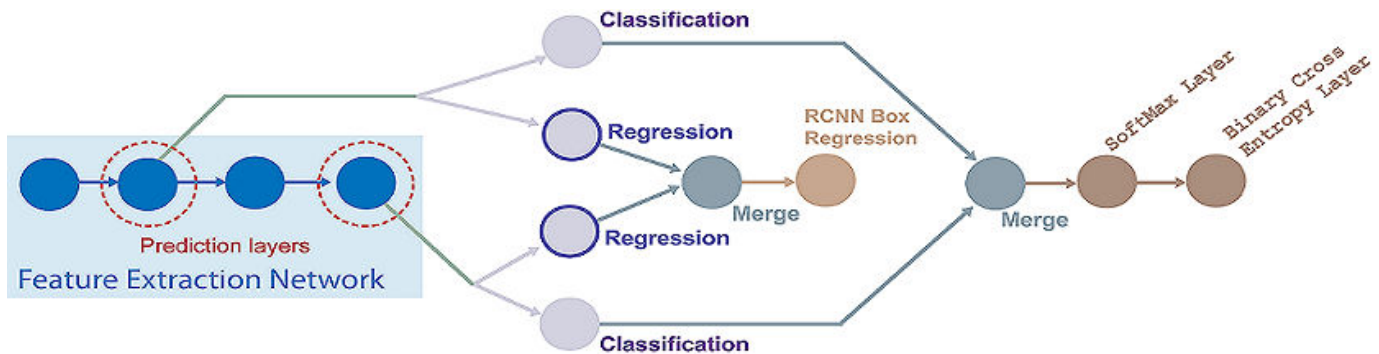 Classification
Regression
RCNN Box
Regression
SoftMax Layer
Binary Cross
Entropy Layer
Merge
Merge
Prediction layers
Regression
Feature Extraction Network
Classification